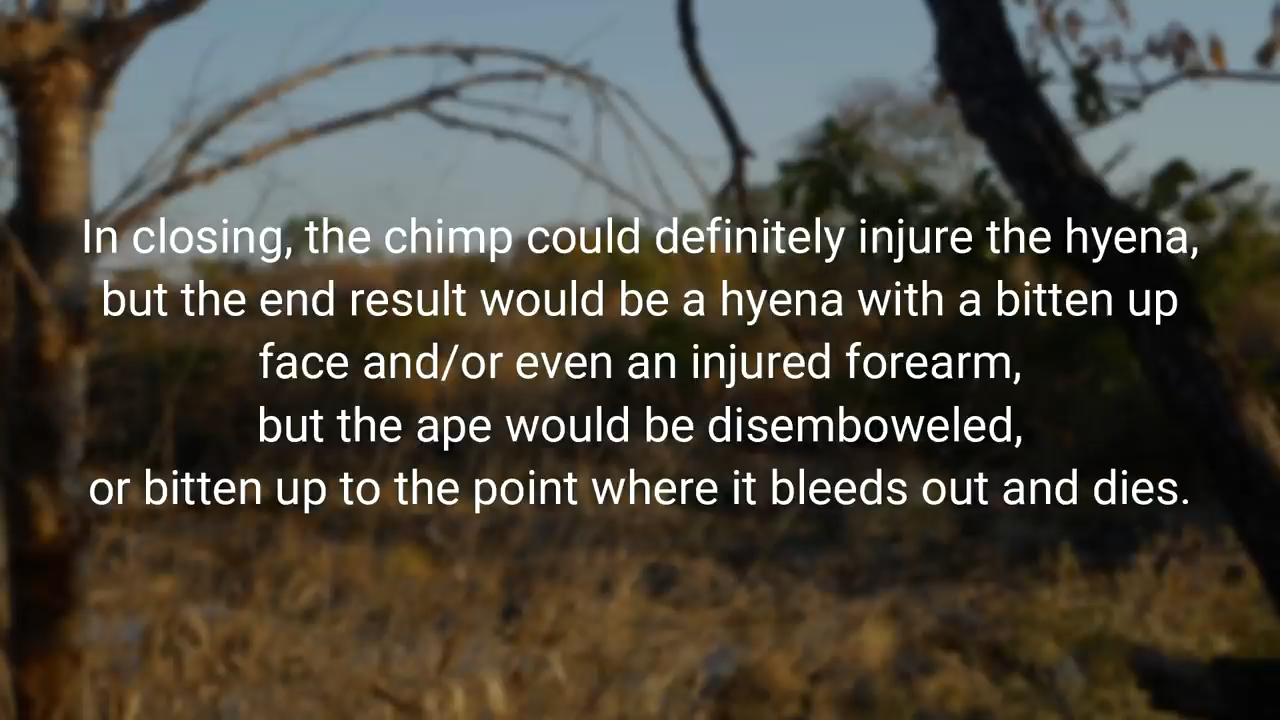 In closing, the chimp could definitely injure the hyena,
but the end result would be a hyena with a bitten up
face and/or even an injured forearm,
but the ape would be disemboweled,
or bitten up to the point where it bleeds out and dies.